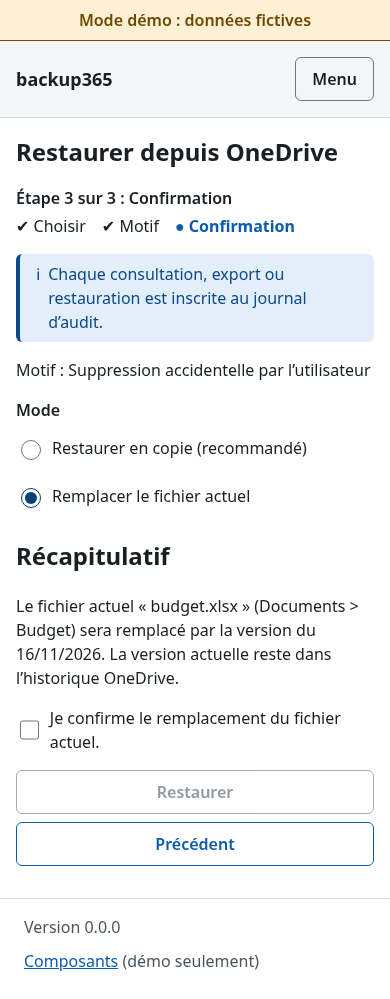 Mode démo : données fictives
backup365
Menu
Restaurer depuis OneDrive
Étape 3 sur 3 : Confirmation
✔ Choisir ✔ Motif ● Confirmation
i Chaque consultation, export ou
restauration est inscrite au journal
d’audit.
Motif : Suppression accidentelle par l’utilisateur
Mode
Restaurer en copie (recommandé)
Remplacer le fichier actuel
Récapitulatif
Le fichier actuel « budget.xlsx » (Documents >
Budget) sera remplacé par la version du
16/11/2026. La version actuelle reste dans
l’historique OneDrive.
Je confirme le remplacement du fichier
actuel.
Restaurer
Précédent
Version 0.0.0
Composants (démo seulement)